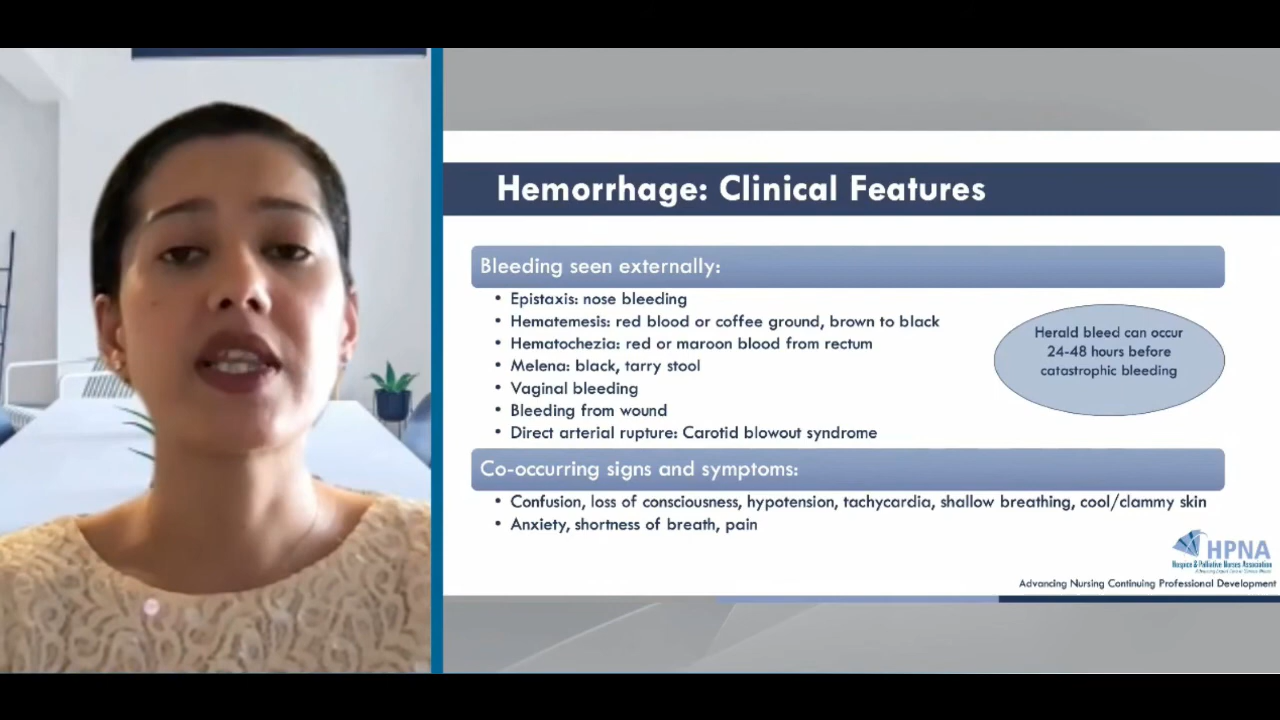 Hemorrhage: Clinical Features
Bleeding seen externally:
• Epistaxis: nose bleeding
• Hematemesis: red blood or coffee ground, brown to black
• Hematochezia: red or maroon blood from rectum
• Melena: black, tarry stool
• Vaginal bleeding
• Bleeding from wound
• Direct arterial rupture: Carotid blowout syndrome
Herald bleed can occur
24-48 hours before
catastrophic bleeding
Co-occurring signs and symptoms:
• Confusion, loss of consciousness, hypotension, tachycardia, shallow breathing, cool/clammy skin
• Anxiety, shortness of breath, pain
HPNA
Hospice & Palliative Nurses Association
Advancing Nursing Continuing Professional Development